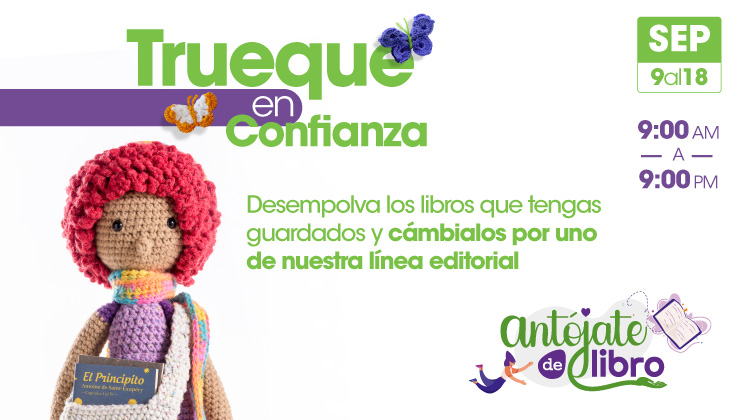 Trueque
en
Confianza
SEP
9al18
9:00 AM
A
9:00 PM
Desempolva los libros que tengas
guardados y cámbialos por uno
de nuestra línea editorial
El Principito
Antoine de Saint-Exupéry
antójate
de libro